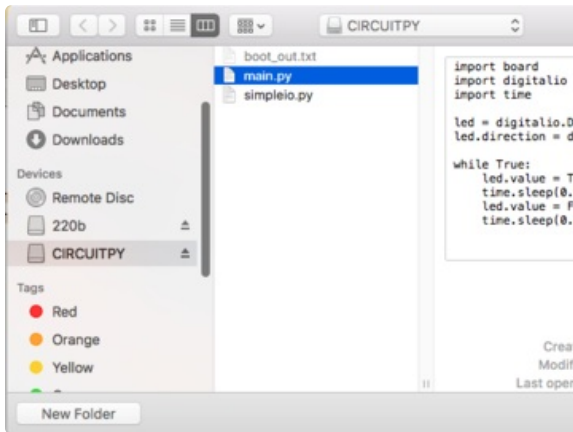 CIRCUITPY
Applications
Desktop
Documents
Downloads
Devices
Remote Disc
220b
CIRCUITPY
Tags
Red
Orange
Yellow
boot_out.txt
main.py
simpleio.py
import board
import digitalio
import time
led = digitalio.D
led.direction = d
while True:
led.value = T
time.sleep(0.
led.value = F
time.sleep(0.
Crea
Modif
Last oper
New Folder